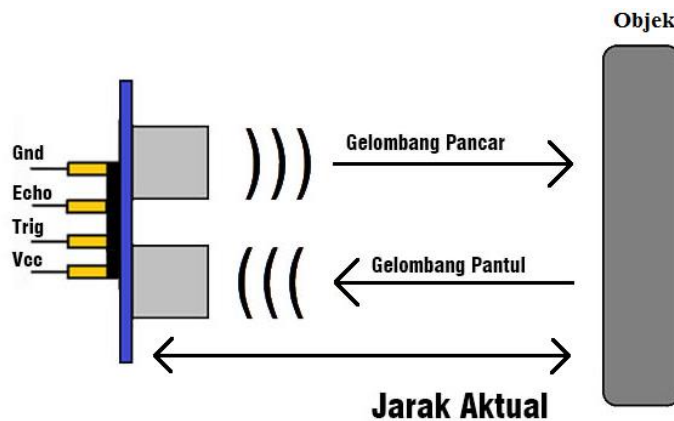 Objek
Gelombang Pancar
Gnd
Echo
Trig
Vcc
Gelombang Pantul
Jarak Aktual